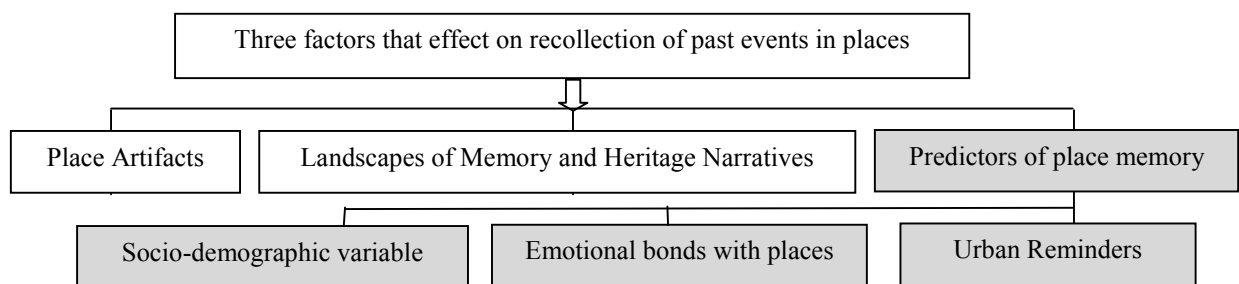 Three factors that effect on recollection of past events in places
Place Artifacts
Landscapes of Memory and Heritage Narratives
Predictors of place memory
Socio-demographic variable
Emotional bonds with places
Urban Reminders